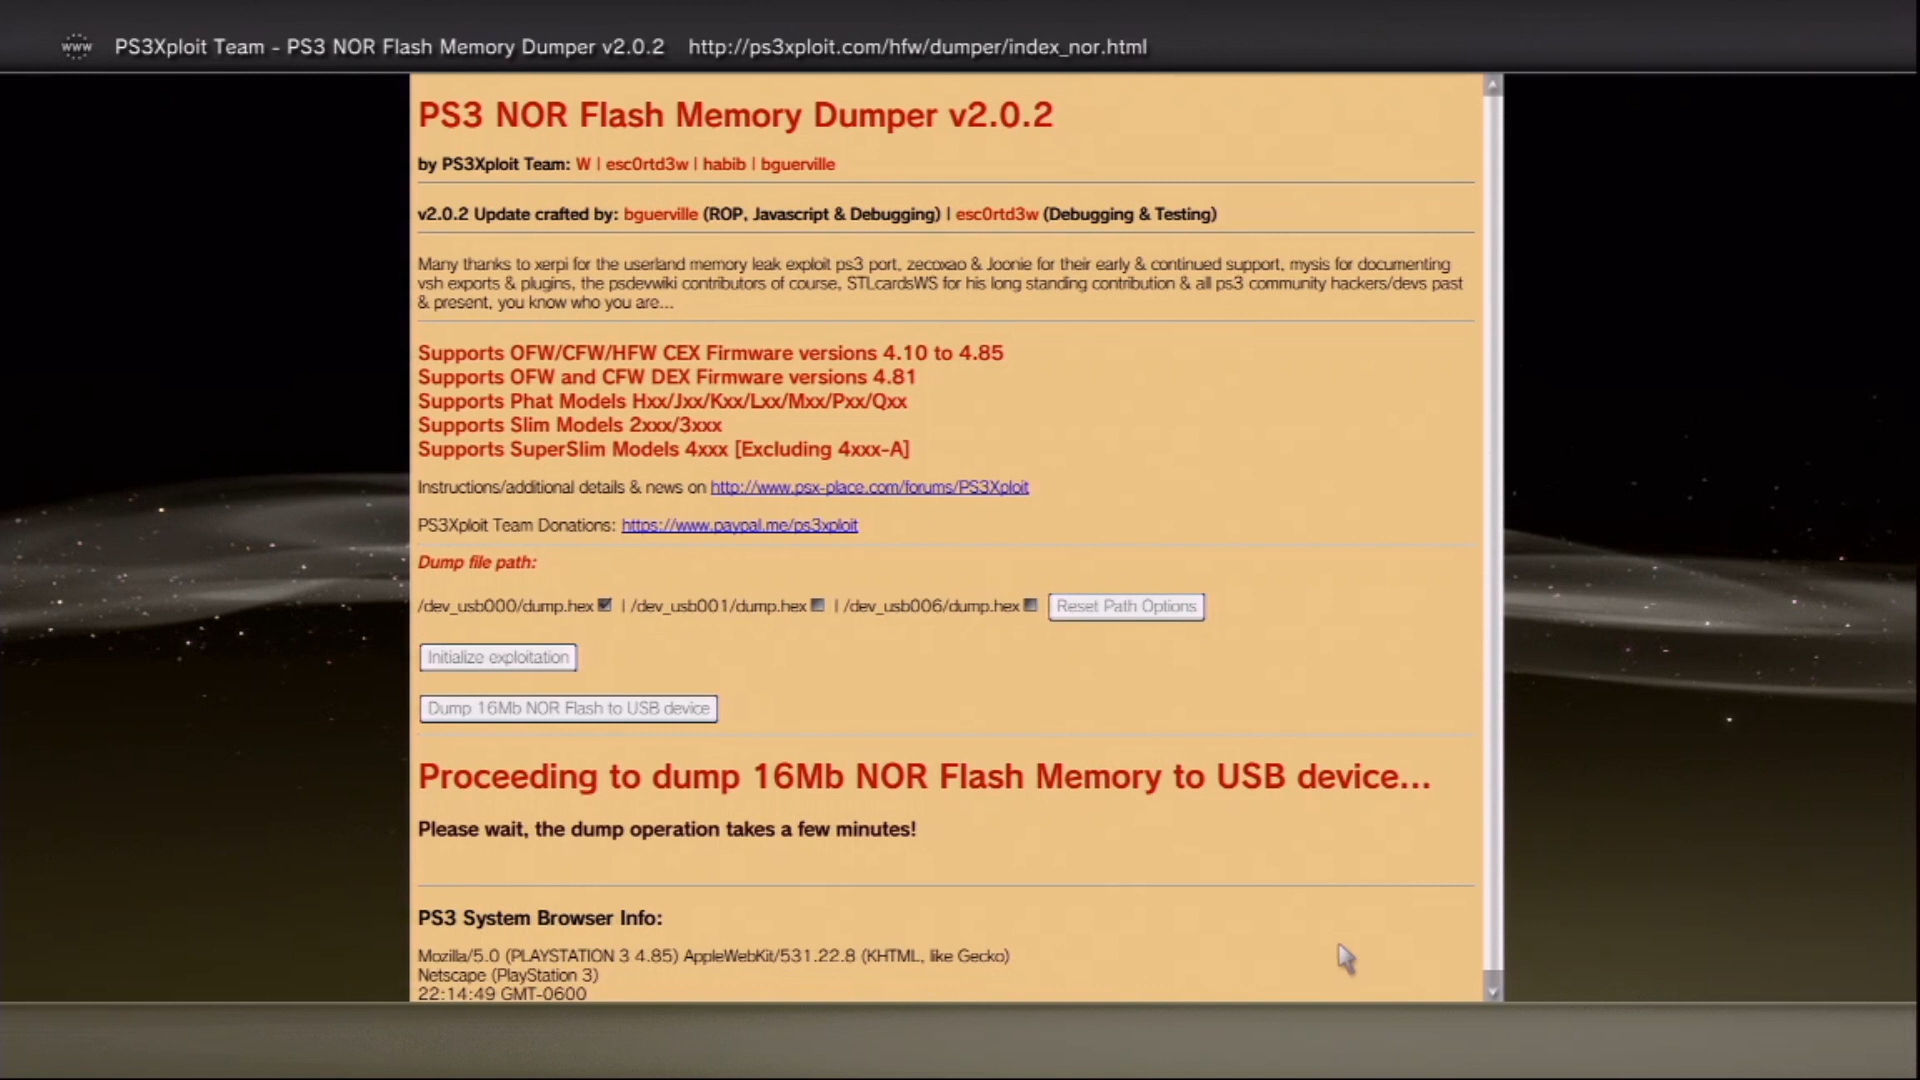 www PS3Xploit Team - PS3 NOR Flash Memory Dumper v2.0.2 http://ps3xploit.com/hfw/dumper/index_nor.html
PS3 NOR Flash Memory Dumper v2.0.2
by PS3Xploit Team: W | esc0rtd3w | habib | bguerville
v2.0.2 Update crafted by: bguerville (ROP, Javascript & Debugging) | esc0rtd3w (Debugging & Testing)
Many thanks to xerpi for the userland memory leak exploit ps3 port, zecoxao & Joonie for their early & continued support, mysis for documenting
vsh exports & plugins, the psdevwiki contributors of course, STLcardsWS for his long standing contribution & all ps3 community hackers/devs past
& present, you know who you are...
Supports OFW/CFW/HFW CEX Firmware versions 4.10 to 4.85
Supports OFW and CFW DEX Firmware versions 4.81
Supports Phat Models Hxx/Jxx/Kxx/Lxx/Mxx/Pxx/Qxx
Supports Slim Models 2xxx/3xxx
Supports SuperSlim Models 4xxx [Excluding 4xxx-A]
Instructions/additional details & news on http://www.psx-place.com/forums/PS3Xploit
PS3Xploit Team Donations: https://www.paypal.me/ps3xploit
Dump file path:
/dev_usb000/dump.hex | /dev_usb001/dump.hex | /dev_usb006/dump.hex Reset Path Options
Initialize exploitation
Dump 16Mb NOR Flash to USB device
Proceeding to dump 16Mb NOR Flash Memory to USB device...
Please wait, the dump operation takes a few minutes!
PS3 System Browser Info:
Mozilla/5.0 (PLAYSTATION 3 4.85) AppleWebKit/531.22.8 (KHTML, like Gecko)
Netscape (PlayStation 3)
22:14:49 GMT-0600